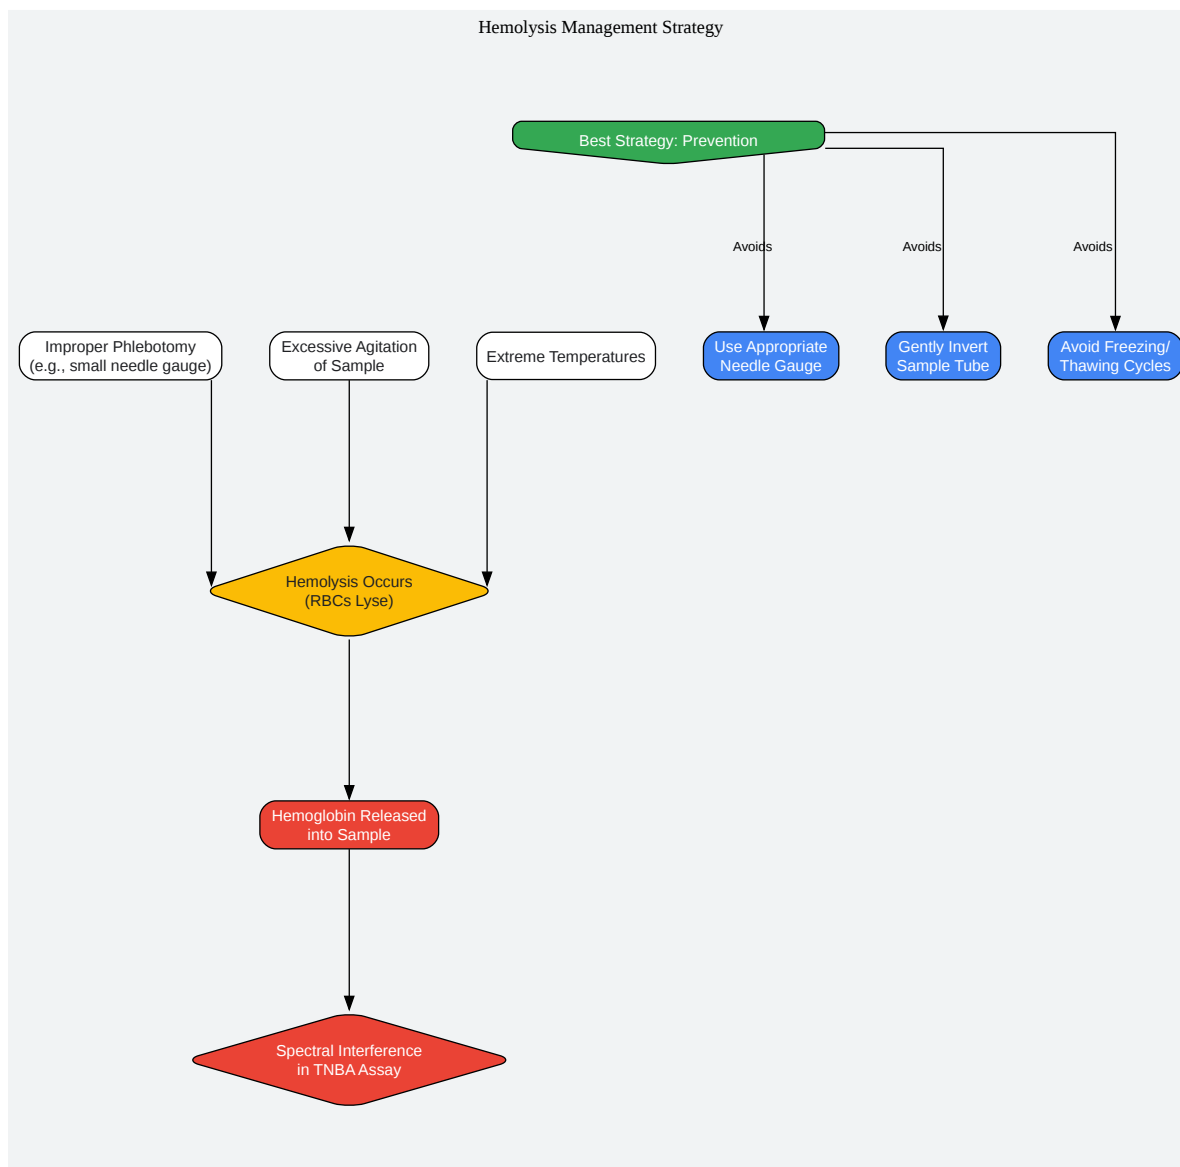 Hemolysis Management Strategy
Best Strategy: Prevention
Avoids
Avoids
Avoids
Improper Phlebotomy
(e.g., small needle gauge)
Excessive Agitation
of Sample
Extreme Temperatures
Use Appropriate
Needle Gauge
Gently Invert
Sample Tube
Avoid Freezing/
Thawing Cycles
Hemolysis Occurs
(RBCs Lyse)
Hemoglobin Released
into Sample
Spectral Interference
in TNBA Assay